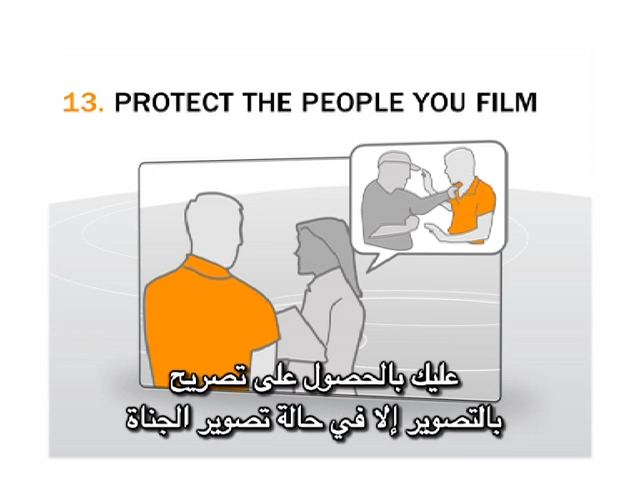 13. PROTECT THE PEOPLE YOU FILM
عليك بالحصول على تصريح
بالتصوير إلا في حالة تصوير الجناة